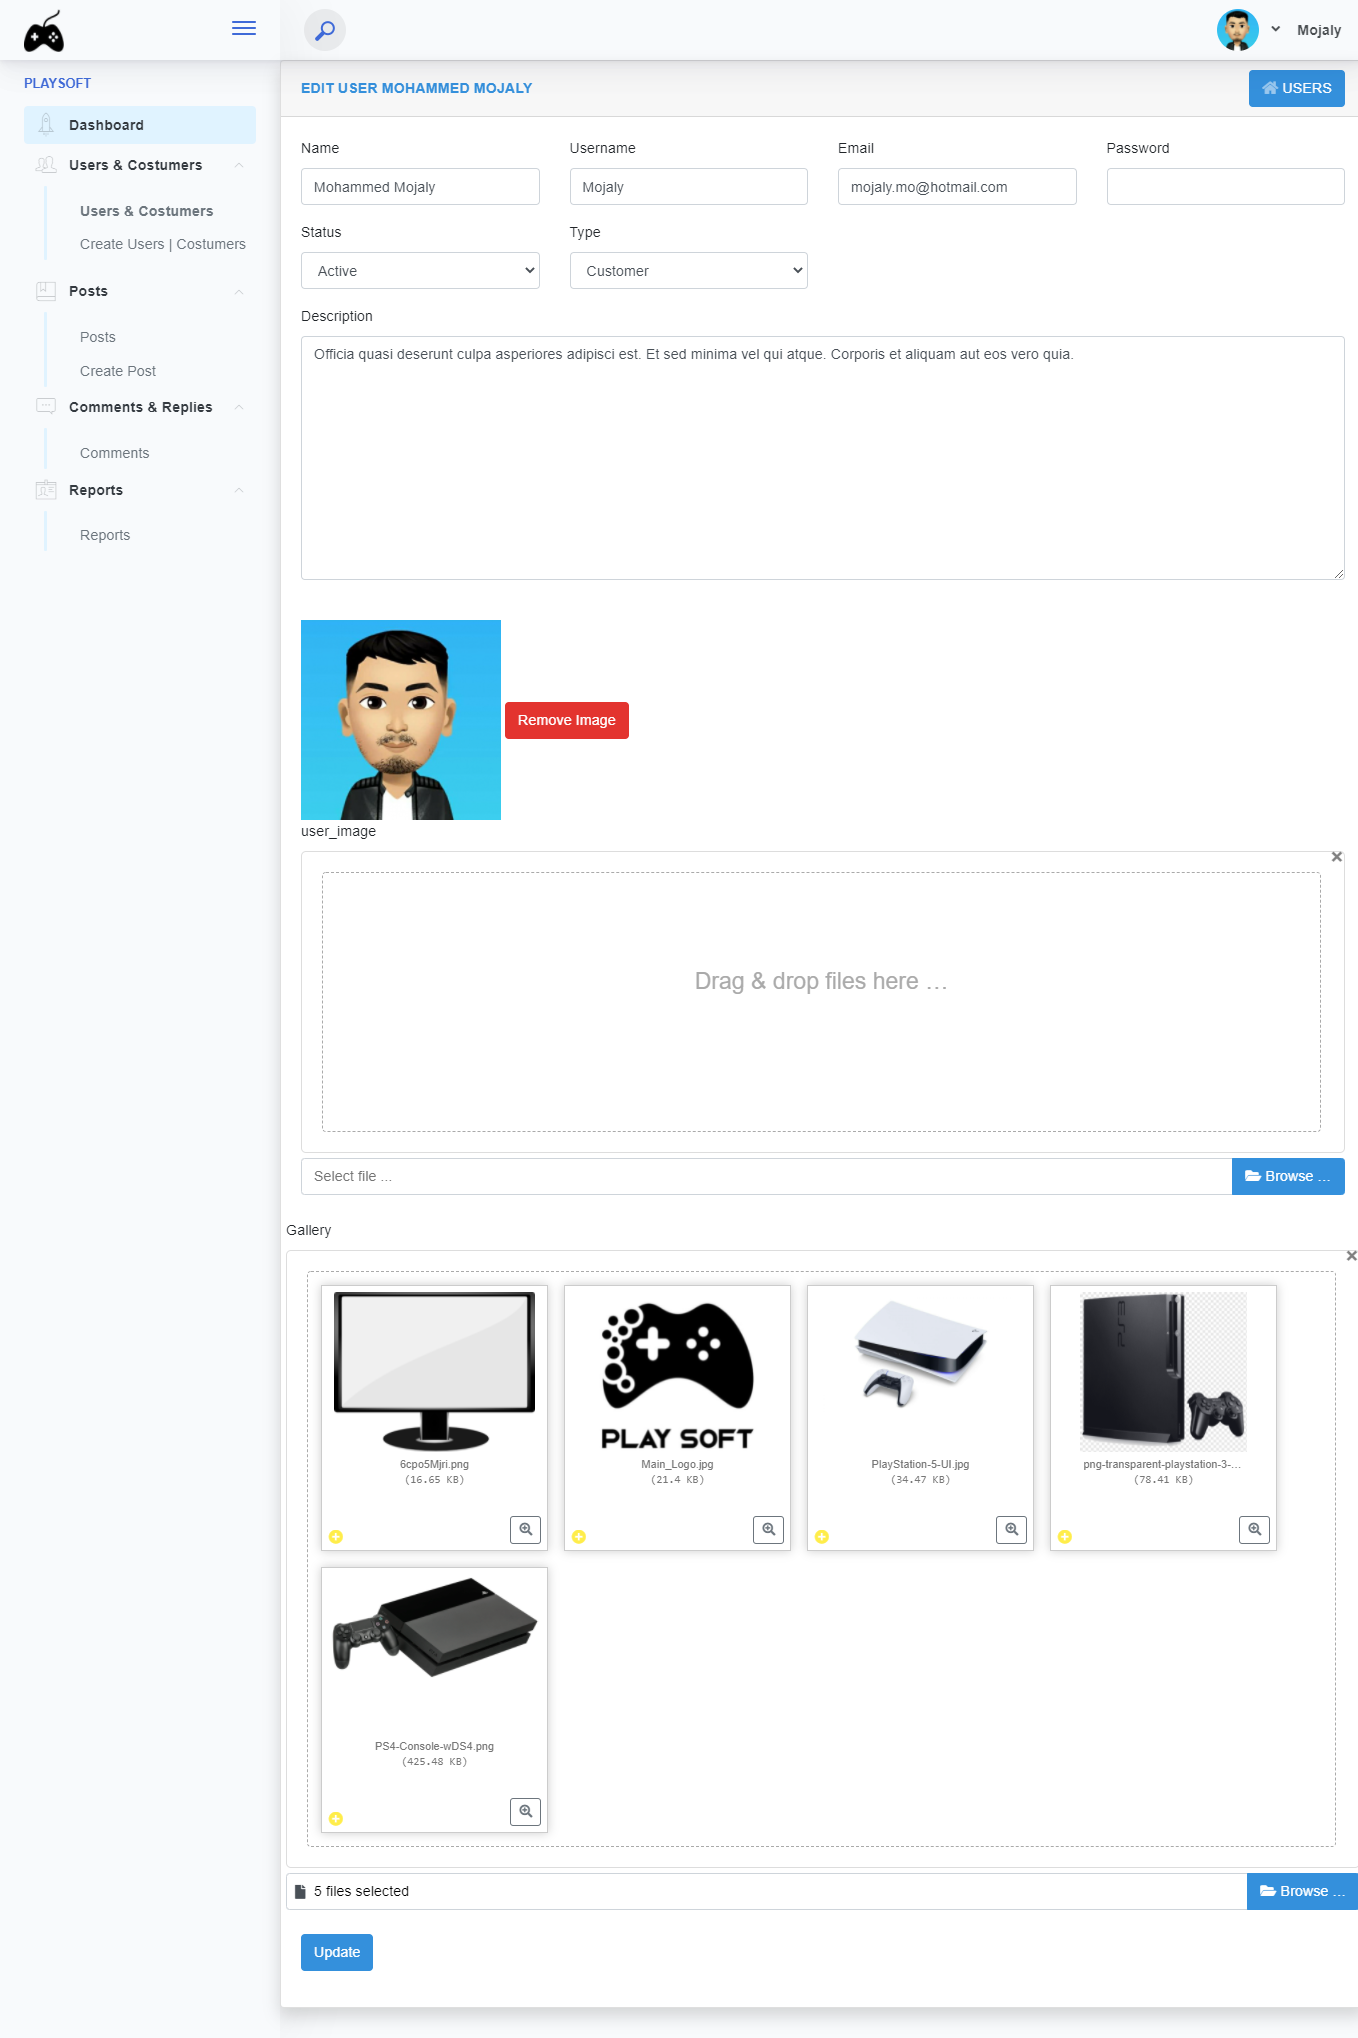 Mojaly
PLAYSOFT
Dashboard
Users & Costumers
Users & Costumers
Create Users | Costumers
Posts
Posts
Create Post
Comments & Replies
Comments
Reports
Reports
EDIT USER MOHAMMED MOJALY
USERS
Name
Username
Email
Password
Mohammed Mojaly
Mojaly
mojaly.mo@hotmail.com
Status
Type
Active
Customer
Description
Officia quasi deserunt culpa asperiores adipisci est. Et sed minima vel qui atque. Corporis et aliquam aut eos vero quia.
Remove Image
user_image
×
Drag & drop files here …
Select file ...
Browse …
Gallery
×
PLAY SOFT
PS3
6cpo5Mjri.png
(16.65 KB)
Main_Logo.jpg
(21.4 KB)
PlayStation-5-UI.jpg
(34.47 KB)
png-transparent-playstation-3-...
(78.41 KB)
PS4-Console-wDS4.png
(425.48 KB)
5 files selected
Browse …
Update